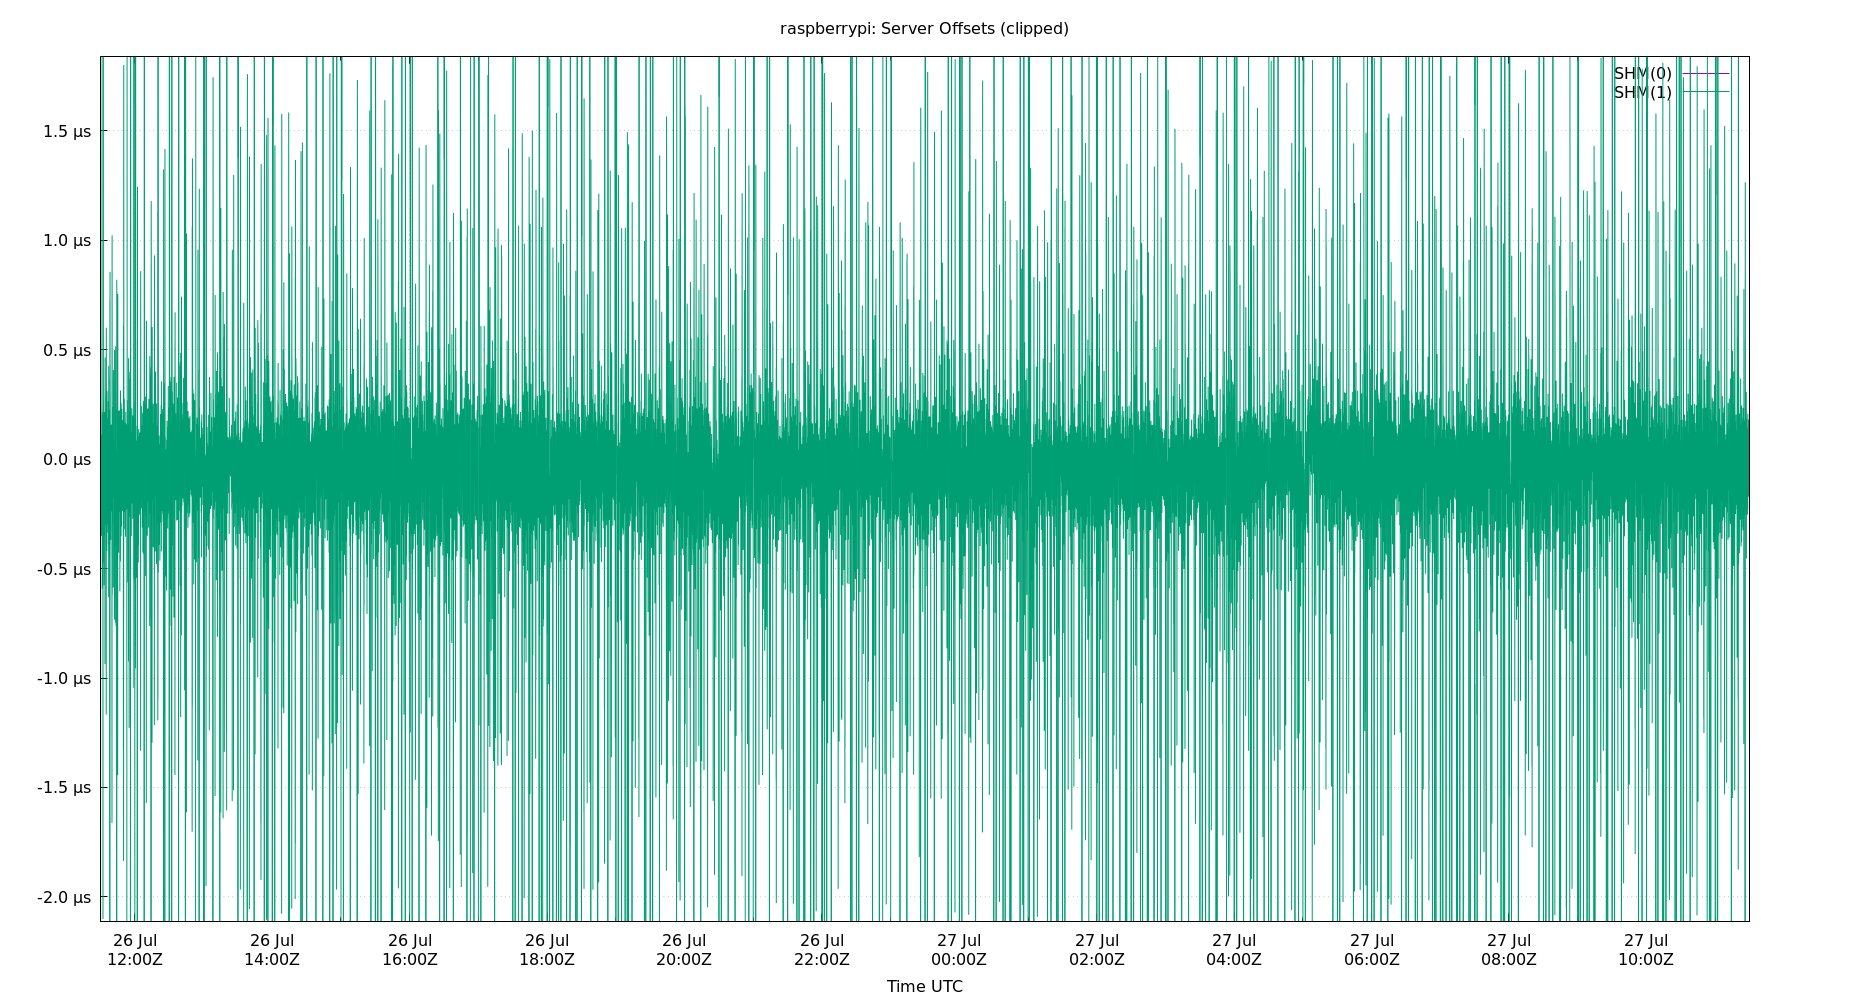 raspberrypi: Server Offsets (clipped)
SHM(0)
SHM(1)
1.5 µs
1.0 µs
0.5 µs
0.0 µs
-0.5 µs
-1.0 µs
-1.5 µs
-2.0 µs
26 Jul 26 Jul 26 Jul 26 Jul 26 Jul 26 Jul 27 Jul 27 Jul 27 Jul 27 Jul 27 Jul 27 Jul
12:00Z 14:00Z 16:00Z 18:00Z 20:00Z 22:00Z 00:00Z 02:00Z 04:00Z 06:00Z 08:00Z 10:00Z
Time UTC